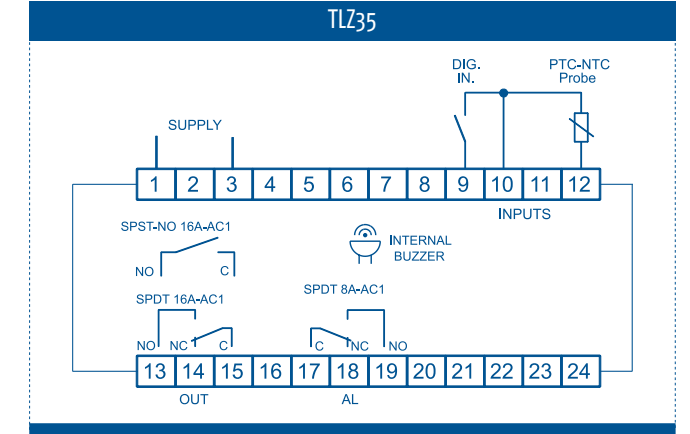 TLZ35
DIG.
IN.
PTC-NTC
Probe
SUPPLY
1 2 3 4 5 6 7 8 9 10 11 12
INPUTS
SPST-NO 16A-AC1
INTERNAL
BUZZER
NO C
SPDT 16A-AC1
SPDT 8A-AC1
NO NC C C NC NO
13 14 15 16 17 18 19 20 21 22 23 24
OUT AL